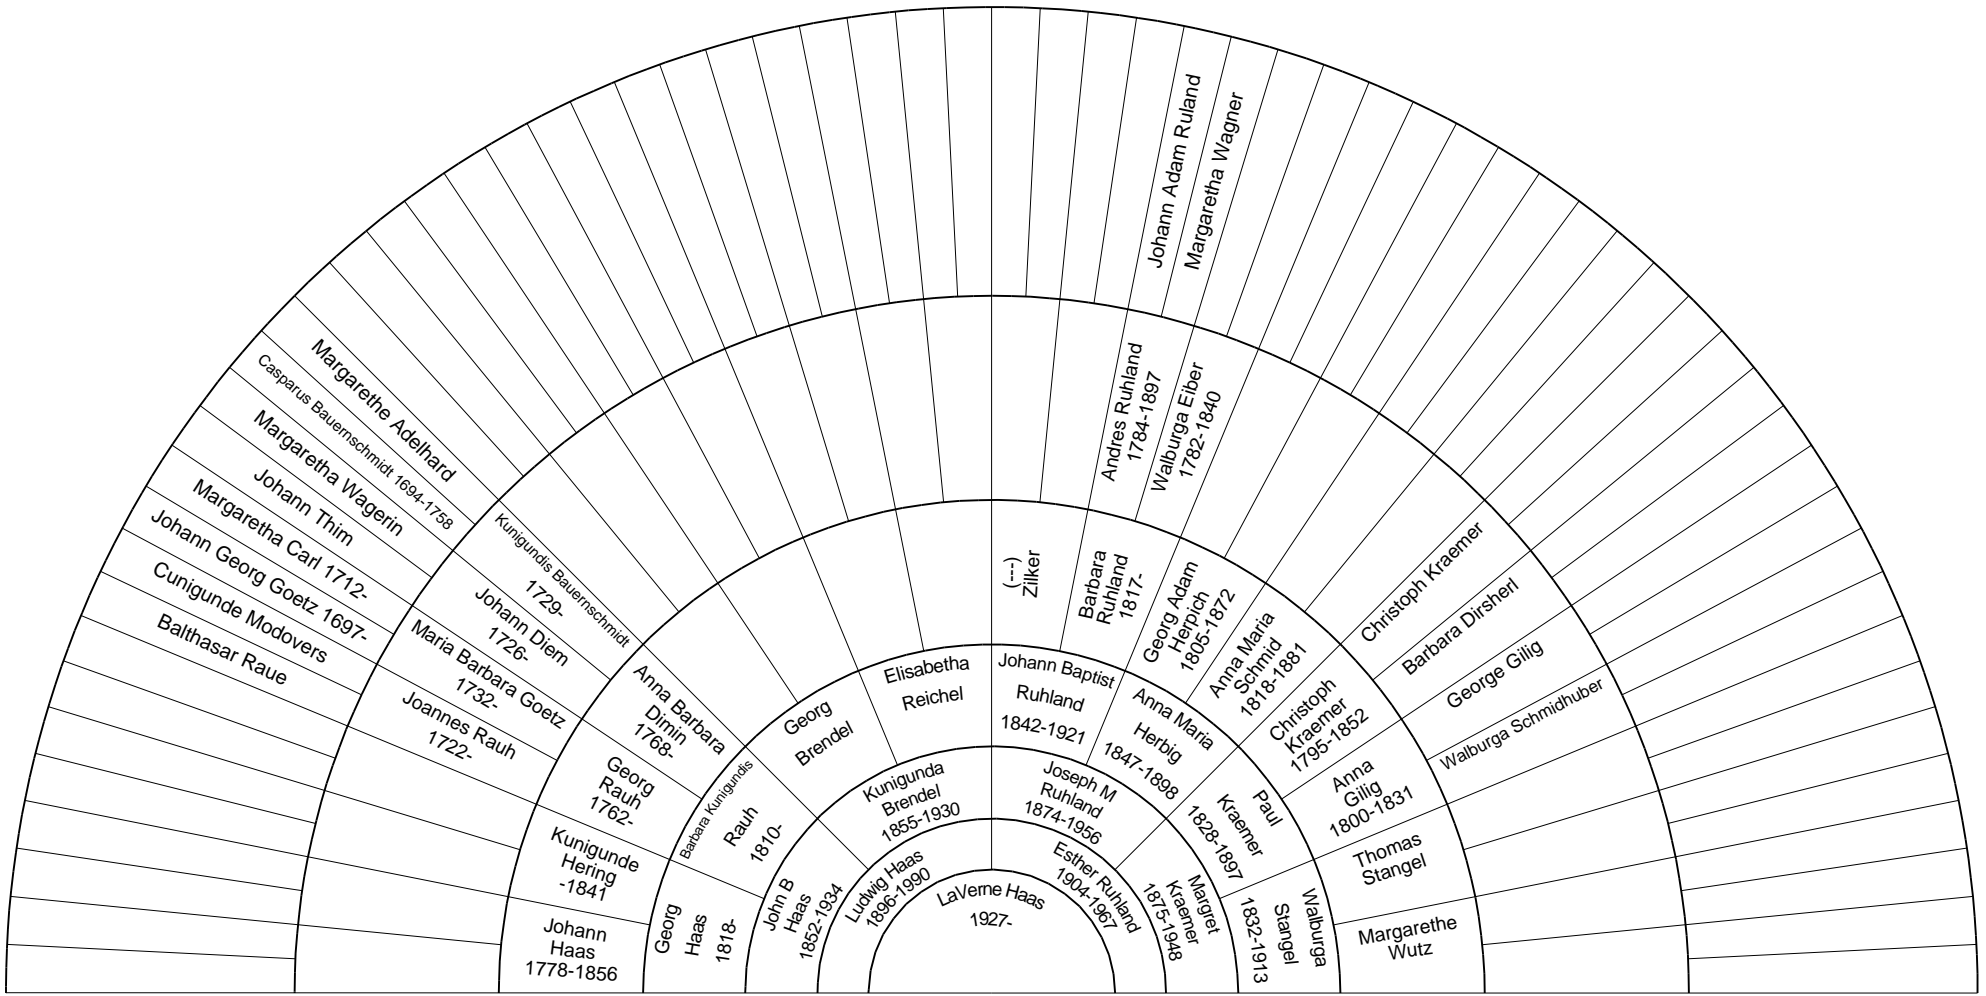 Johann Adam Ruland
Margaretha Wagner
Margarethe Adelhard
Casparus Bauernschmidt 1694-1758
Margaretha Wagerin
Johann Thim
Margaretha Carl 1712-
Johann Georg Goetz 1697-
Cunigunde Modovers
Balthasar Raue
Andres Ruhland
1784-1897
Walburga Eiber
1782-1840
Kunigundis Bauernschmidt
1729-
Johann Diem
1726-
Maria Barbara Goetz
1732-
Joannes Rauh
1722-
Christoph Kraemer
Barbara Dirsherl
George Gilig
Walburga Schmidhuber
(---)
Zilker
Barbara
Ruhland
1817-
Georg Adam
Herpich
1805-1872
Anna Maria
Schmid
1818-1881
Christoph
Kraemer
1795-1852
Anna
Gilig
1800-1831
Thomas
Stangel
Margarethe
Wutz
Anna Barbara
Dimin
1768-
Georg
Rauh
1762-
Kunigunde
Hering
-1841
Johann
Haas
1778-1856
Georg
Haas
1818-
Barbara Kunigundis
Rauh
1810-
Georg
Brendel
Elisabetha
Reichel
Johann Baptist
Ruhland
1842-1921
Anna Maria
Herbig
1847-1898
Paul
Kraemer
1828-1897
Walburga
Stangel
1832-1913
John B
Haas
1852-1934
Kunigunda
Brendel
1855-1930
Joseph M
Ruhland
1874-1956
Margret
Kraemer
1875-1948
Ludwig Haas
1896-1990
Esther Ruhland
1904-1967
LaVerne Haas
1927-